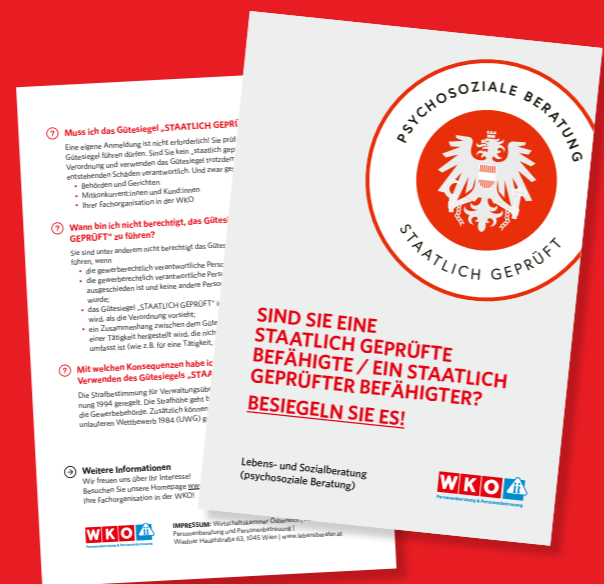 Muss ich das Gütesiegel „STAATLICH GEPRÜ
Eine eigene Anmeldung ist nicht erforderlich! Sie prüf
Gütesiegel führen dürfen. Sind Sie kein „staatlich gep
Verordnung und verwenden das Gütesiegel trotzdem
entstehenden Schäden verantwortlich. Und zwar ge
• Behörden und Gerichten
• Mitkonkurrent:innen und Kund:innen
• Ihrer Fachorganisation in der WKO
Wann bin ich nicht berechtigt, das Gütes
GEPRÜFT“ zu führen?
Sie sind unter anderem nicht berechtigt das Gütes
führen, wenn
• die gewerberechtlich verantwortliche Perso
• die gewerberechtlich verantwortliche Pers
ausgeschieden ist und keine andere Person
wurde;
• das Gütesiegel „STAATLICH GEPRÜFT“ i
wird, als die Verordnung vorsieht;
• ein Zusammenhang zwischen dem Güte
einer Tätigkeit hergestellt wird, die nich
umfasst ist (wie z. B. für eine Tätigkeit,
Mit welchen Konsequenzen habe ic
Verwenden des Gütesiegels „STAA
Die Strafbestimmung für Verwaltungsüb
nung 1994 geregelt. Die Strafhöhe geht b
die Gewerbebehörde. Zusätzlich können
unlauteren Wettbewerb 1984 (UWG) g
Weitere Informationen
Wir freuen uns über Ihr Interesse!
Besuchen Sie unsere Homepage www
Ihre Fachorganisation in der WKO!
WKO
Personenberatung & Personenbetreuung
IMPRESSUM: Wirtschaftskammer Österreich |
Personenberatung und Personenbetreuung |
Wiedner Hauptstraße 63, 1045 Wien | www.lebensberater.at
PSYCHOSOZIALE BERATUNG
STAATLICH GEPRÜFT
SIND SIE EINE
STAATLICH GEPRÜFTE
BEFÄHIGTE / EIN STAATLICH
GEPRÜFTER BEFÄHIGTER?
BESIEGELN SIE ES!
Lebens- und Sozialberatung
(psychosoziale Beratung)
WKO
Personenberatung & Personenbetreuung